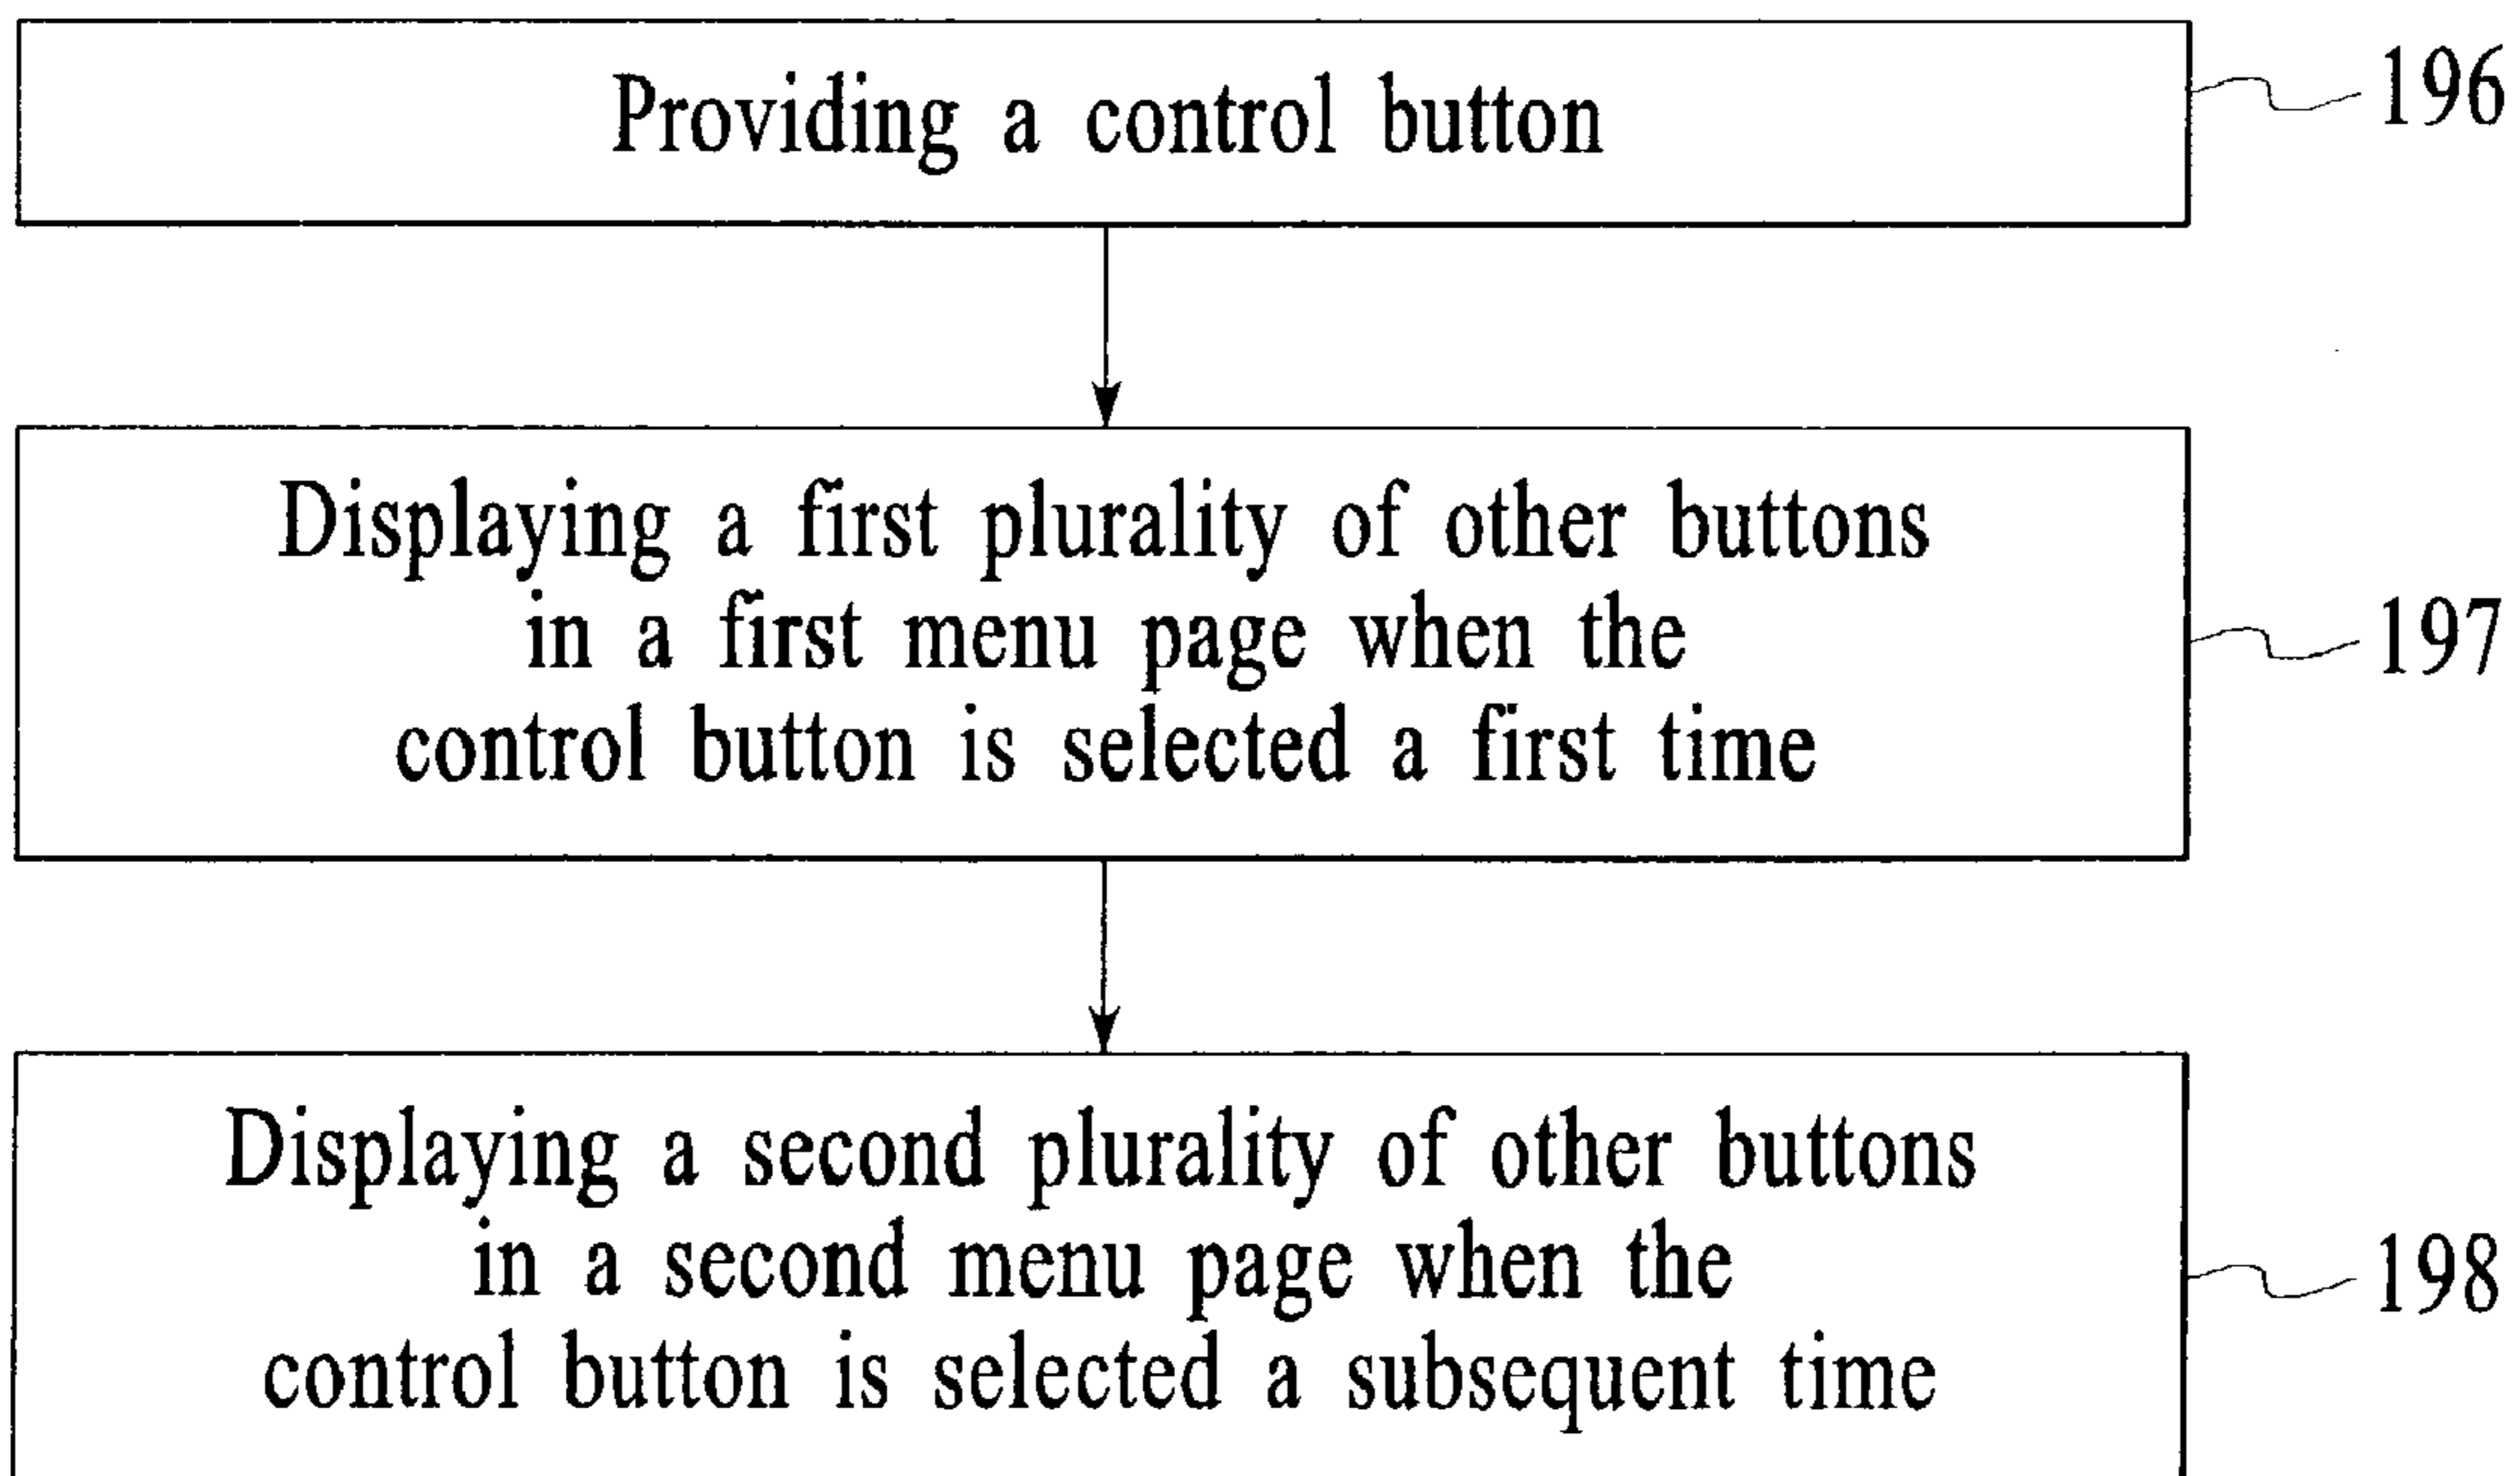 Providing a control button
196
Displaying a first plurality of other buttons
in a first menu page when the
control button is selected a first time
197
Displaying a second plurality of other buttons
in a second menu page when the
control button is selected a subsequent time
198